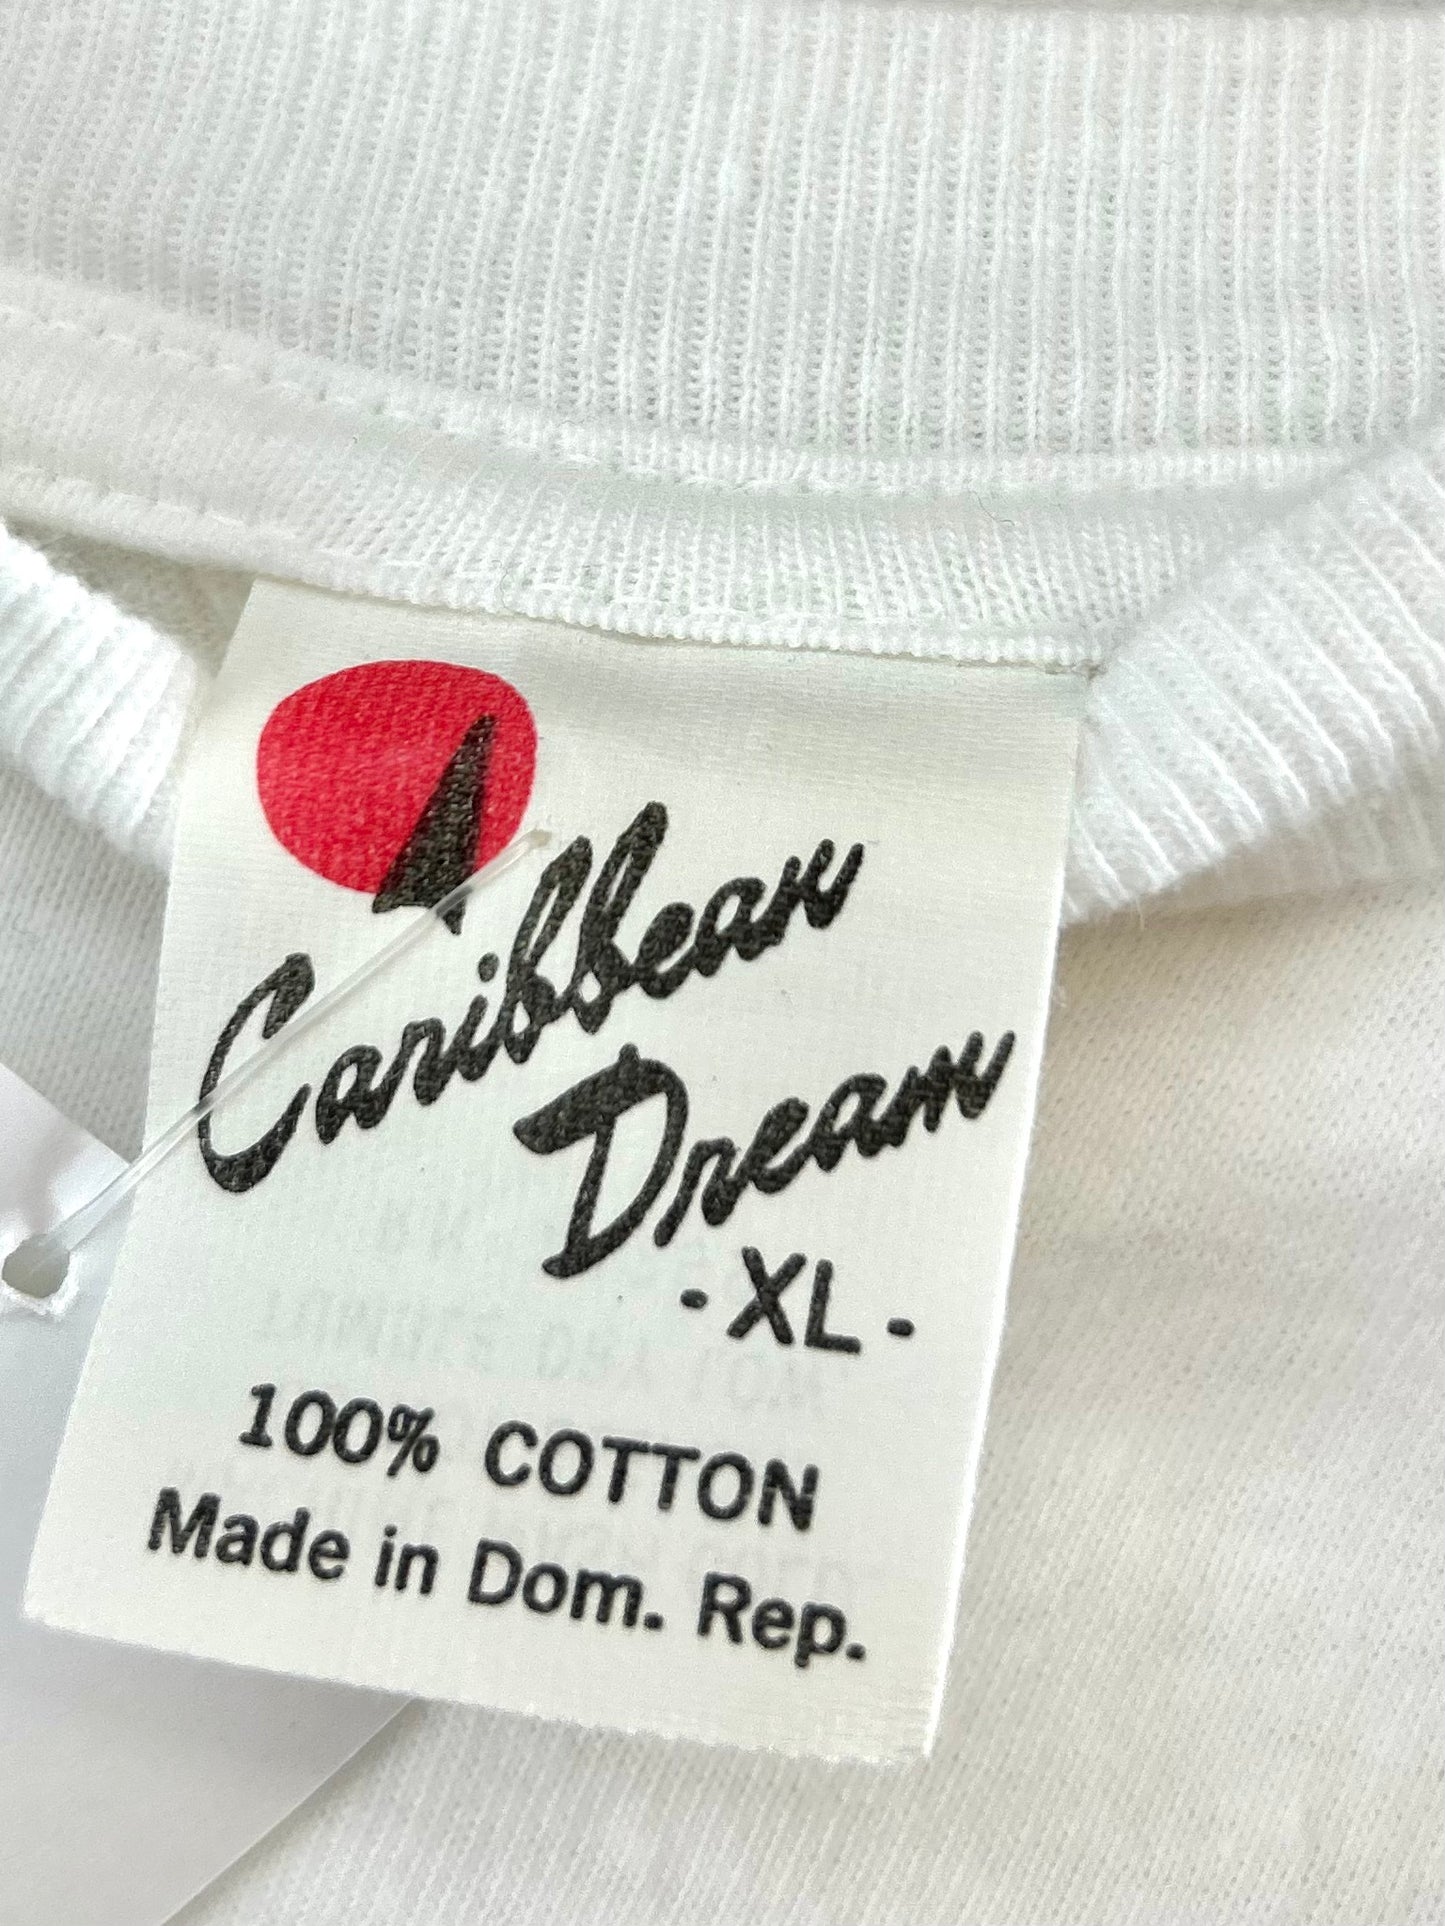 Caribbean
Dream
- XL -
100% COTTON
Made in Dom. Rep.